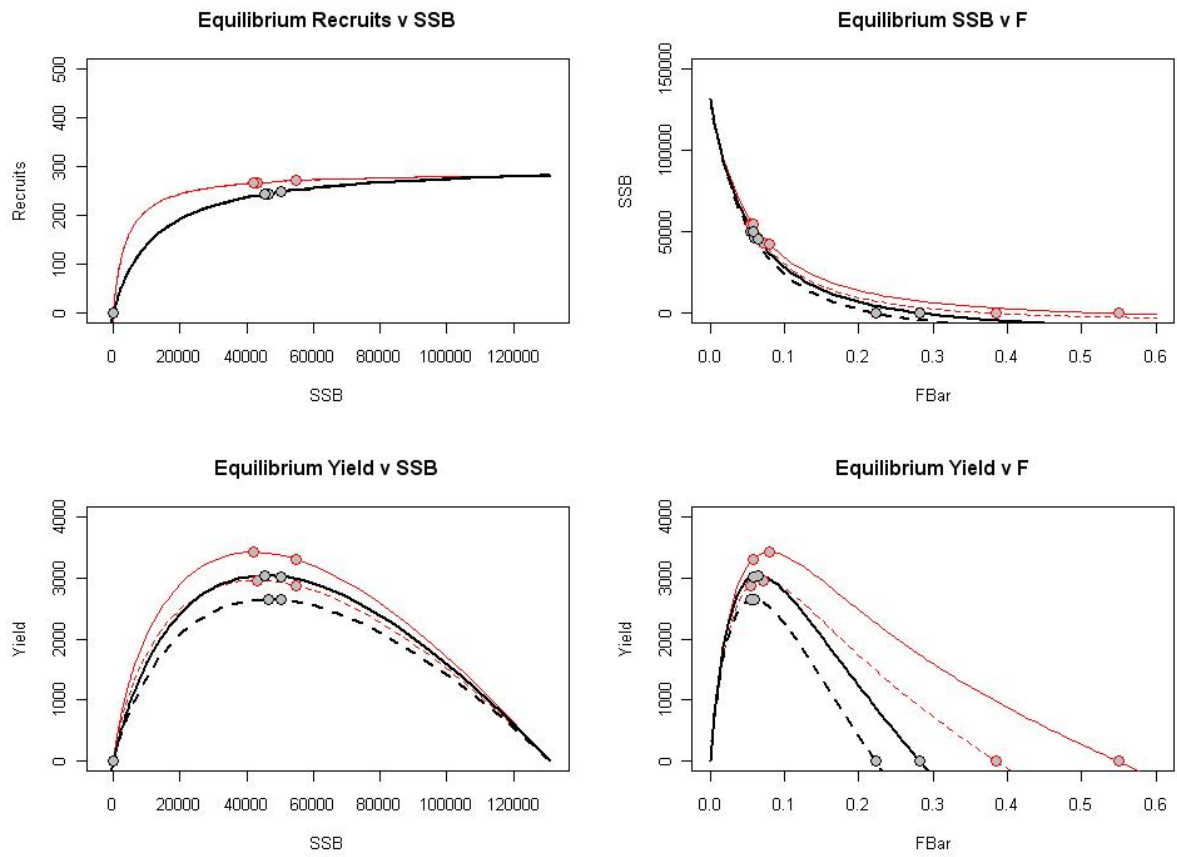 Equilibrium Recruits v SSB
500
400
300
200
100
0
Recruits
0 20000 40000 60000 80000 100000 120000
SSB
Equilibrium SSB v F
150000
100000
50000
0
SSB
0.0 0.1 0.2 0.3 0.4 0.5 0.6
FBar
Equilibrium Yield v SSB
4000
3000
2000
1000
0
Yield
0 20000 40000 60000 80000 100000 120000
SSB
Equilibrium Yield v F
4000
3000
2000
1000
0
Yield
0.0 0.1 0.2 0.3 0.4 0.5 0.6
FBar